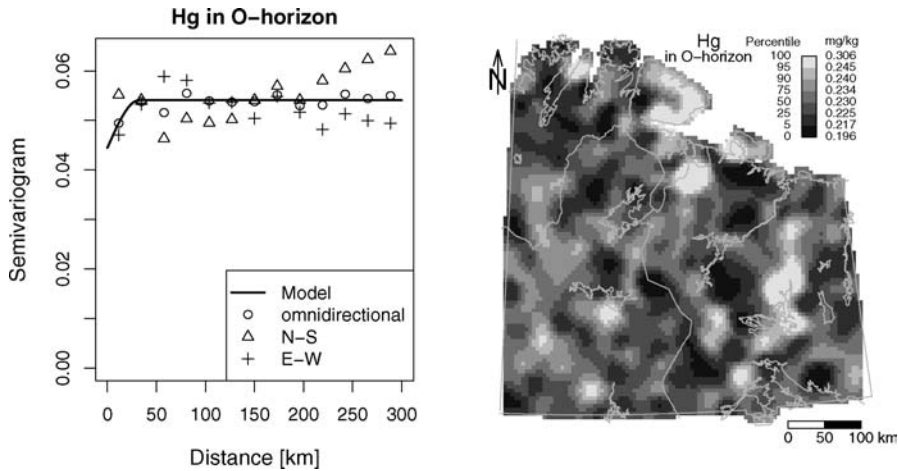 Hg in O−horizon
Semivariogram
0.00
0.02
0.04
0.06
Model
omnidirectional
N−S
E−W
0 50 100 150 200 250 300
Distance [km]
N
Hg
in O−horizon
Percentile mg/kg
100 0.306
95 0.245
90 0.240
75 0.234
50 0.230
25 0.225
5 0.217
0 0.196
0 50 100 km